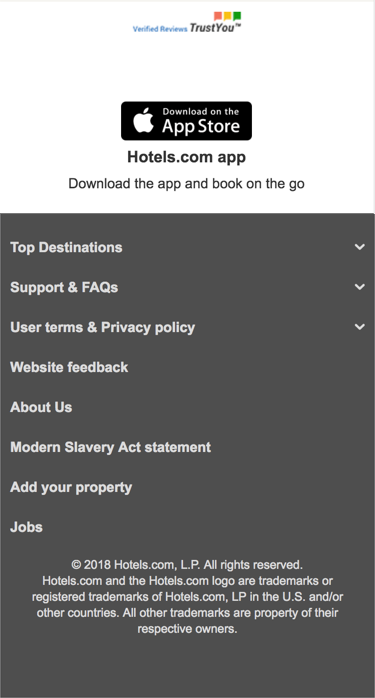 Verified Reviews TrustYou™
Download on the
App Store
Hotels.com app
Download the app and book on the go
Top Destinations
Support & FAQs
User terms & Privacy policy
Website feedback
About Us
Modern Slavery Act statement
Add your property
Jobs
© 2018 Hotels.com, L.P. All rights reserved.
Hotels.com and the Hotels.com logo are trademarks or
registered trademarks of Hotels.com, LP in the U.S. and/or
other countries. All other trademarks are property of their
respective owners.